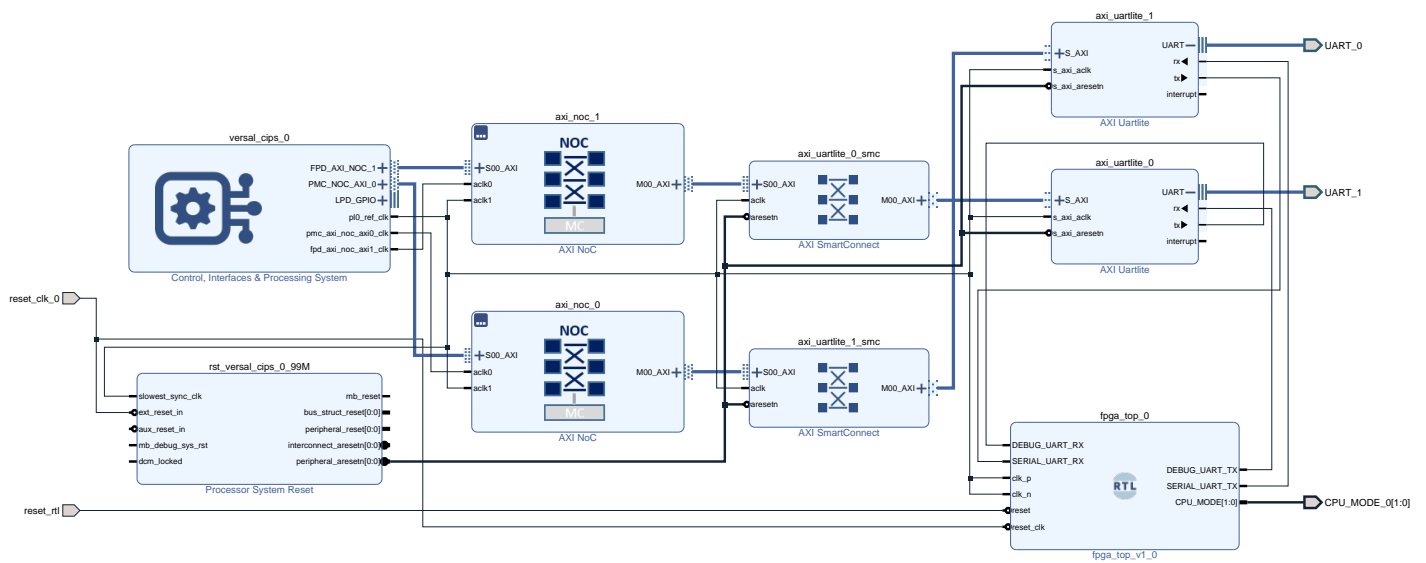 axi_uartlite_1
UART
UART_0
S_AXI
rx
s_axi_aclk
tx
s_axi_aresetn
interrupt
AXI Uartlite
versal_cips_0
FPD_AXI_NOC_1
PMC_NOC_AXI_0
LPD_GPIO
pl0_ref_clk
pmc_axi_noc_axi0_clk
fpd_axi_noc_axi1_clk
Control, Interfaces & Processing System
axi_noc_1
NOC
S00_AXI
aclk0
aclk1
M00_AXI
MC
AXI NoC
axi_uartlite_0_smc
S00_AXI
aclk
aresetn
M00_AXI
AXI SmartConnect
axi_uartlite_0
UART
UART_1
S_AXI
rx
s_axi_aclk
tx
s_axi_aresetn
interrupt
AXI Uartlite
reset_clk_0
axi_noc_0
NOC
S00_AXI
aclk0
aclk1
M00_AXI
MC
AXI NoC
axi_uartlite_1_smc
S00_AXI
aclk
aresetn
M00_AXI
AXI SmartConnect
rst_versal_cips_0_99M
slowest_sync_clk
mb_reset
ext_reset_in
bus_struct_reset[0:0]
aux_reset_in
peripheral_reset[0:0]
mb_debug_sys_rst
interconnect_aresetn[0:0]
dcm_locked
peripheral_aresetn[0:0]
Processor System Reset
reset_rtl
fpga_top_0
DEBUG_UART_RX
SERIAL_UART_RX
clk_p
clk_n
reset
reset_clk
RTL
DEBUG_UART_TX
SERIAL_UART_TX
CPU_MODE[1:0]
CPU_MODE_0[1:0]
fpga_top_v1_0